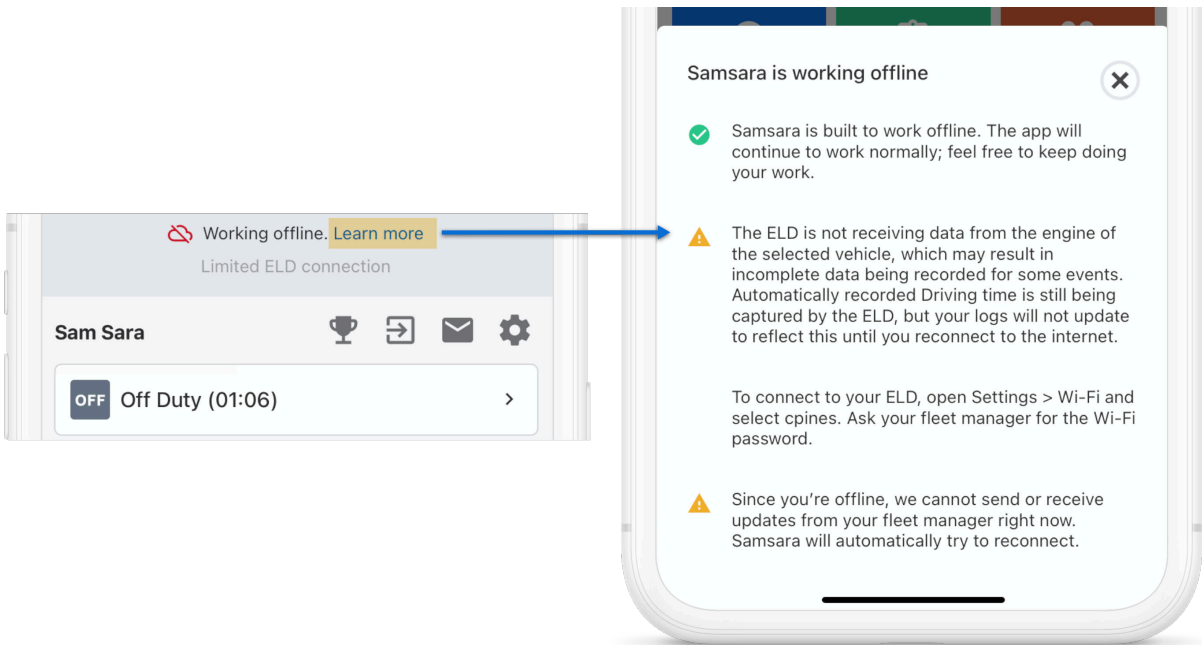 Working offline. Learn more
Limited ELD connection
Sam Sara
OFF Off Duty (01:06)
Samsara is working offline
Samsara is built to work offline. The app will
continue to work normally; feel free to keep doing
your work.
The ELD is not receiving data from the engine of
the selected vehicle, which may result in
incomplete data being recorded for some events.
Automatically recorded Driving time is still being
captured by the ELD, but your logs will not update
to reflect this until you reconnect to the internet.
To connect to your ELD, open Settings > Wi-Fi and
select cpines. Ask your fleet manager for the Wi-Fi
password.
Since you’re offline, we cannot send or receive
updates from your fleet manager right now.
Samsara will automatically try to reconnect.